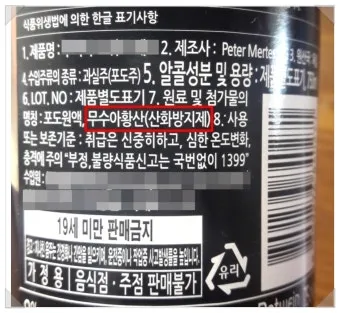 식품위생법에 의한 한글 표기사항
1. 제품명 : 2. 제조사 : Peter Merte
4. 수입주류의 종류 : 과실주(포도주) 5. 알콜성분 및 용량 : 제품별도표기
6. LOT. NO : 제품별도표기 7. 원료 및 첨가물의
명칭 : 포도원액, 무수아황산(산화방지제) 8. 사용
또는 보존기준 : 취급은 신중히하고, 심한 온도변화,
충격에 주의 "부정,불량식품신고는 국번없이 1399"
수입원 :
19세 미만 판매금지
가정용 음식점·주점 판매불가
유리